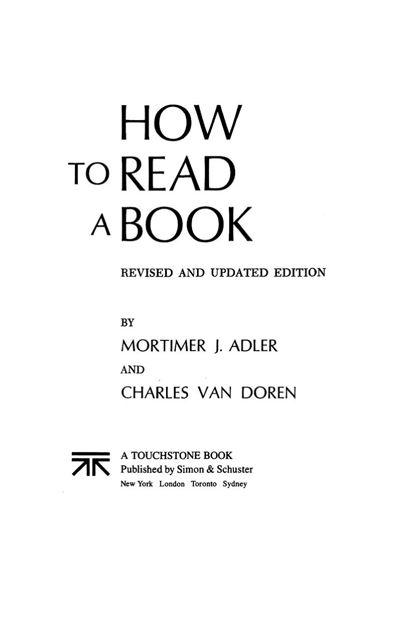 HOW
TO READ
A BOOK
REVISED AND UPDATED EDITION
BY
MORTIMER J. ADLER
AND
CHARLES VAN DOREN
A TOUCHSTONE BOOK
Published by Simon & Schuster
New York London Toronto Sydney